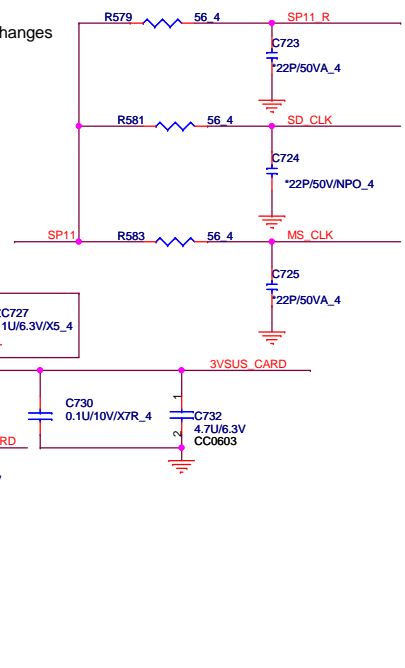 hanges
R579 56_4 SP11_R
C723
*22P/50VA_4
R581 56_4 SD_CLK
C724
*22P/50V/NPO_4
SP11 R583 56_4 MS_CLK
C725
*22P/50VA_4
C727
1U/6.3V/X5_4
3VSUS_CARD
C730
0.1U/10V/X7R_4
1
2
C732
4.7U/6.3V
CC0603
RD